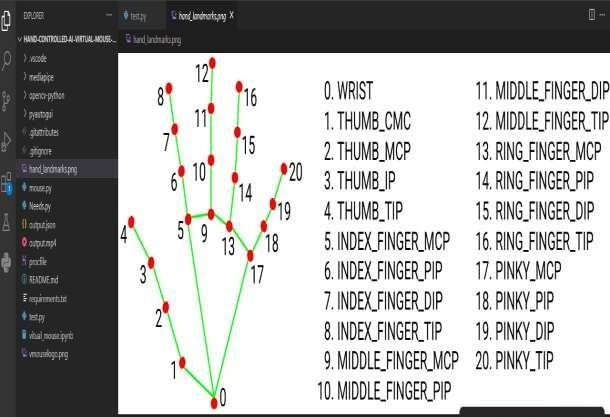 EXPLORER
test.py
hand_landmarks.png
HAND-CONTROLLED-AI-VIRTUAL-MOUSE-...
hand_landmarks.png
.vscode
mediapipe
opencv-python
pyautogui
.gitattributes
.gitignore
hand_landmarks.png
mouse.py
Needs.py
output.json
output.mp4
procfile
README.md
requirements.txt
test.py
vitual_mouse.ipynb
vmouselogo.png
1
12
8
16
11
7
15
10
20
6
14
19
4
5
9
13
18
17
3
2
1
0
0. WRIST
1. THUMB_CMC
2. THUMB_MCP
3. THUMB_IP
4. THUMB_TIP
5. INDEX_FINGER_MCP
6. INDEX_FINGER_PIP
7. INDEX_FINGER_DIP
8. INDEX_FINGER_TIP
9. MIDDLE_FINGER_MCP
10. MIDDLE_FINGER_PIP
11. MIDDLE_FINGER_DIP
12. MIDDLE_FINGER_TIP
13. RING_FINGER_MCP
14. RING_FINGER_PIP
15. RING_FINGER_DIP
16. RING_FINGER_TIP
17. PINKY_MCP
18. PINKY_PIP
19. PINKY_DIP
20. PINKY_TIP